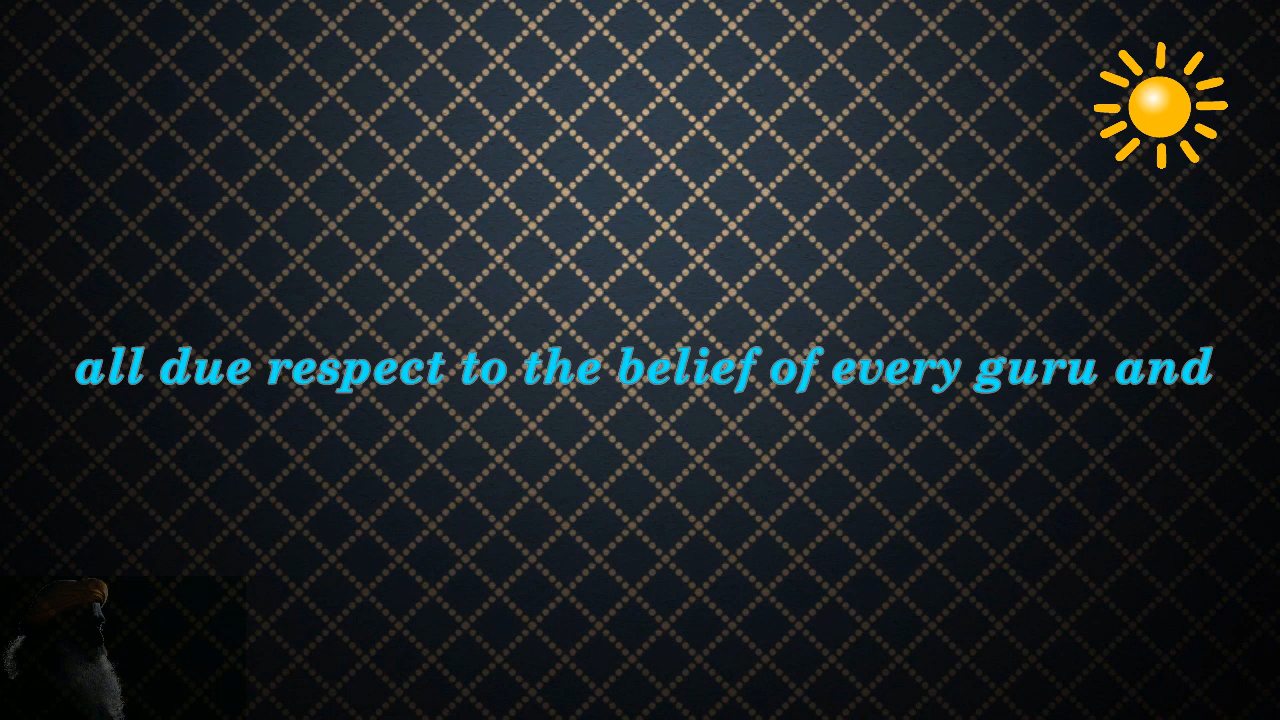 all due respect to the belief of every guru and